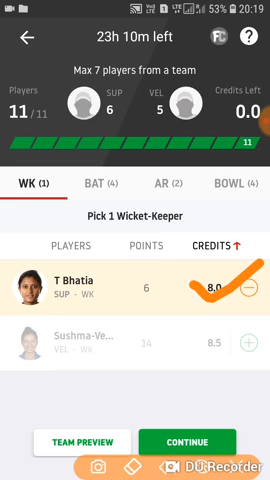 53% 20:19
23h 10m left
FC ?
Max 7 players from a team
Players SUP VEL Credits Left
11 / 11 6 5 0.0
11
WK (1) BAT (4) AR (2) BOWL (4)
Pick 1 Wicket-Keeper
PLAYERS POINTS CREDITS ↑
T Bhatia
6 8.0
SUP - WK
Sushma-Ve...
14 8.5
VEL - WK
TEAM PREVIEW CONTINUE
DU Recorder